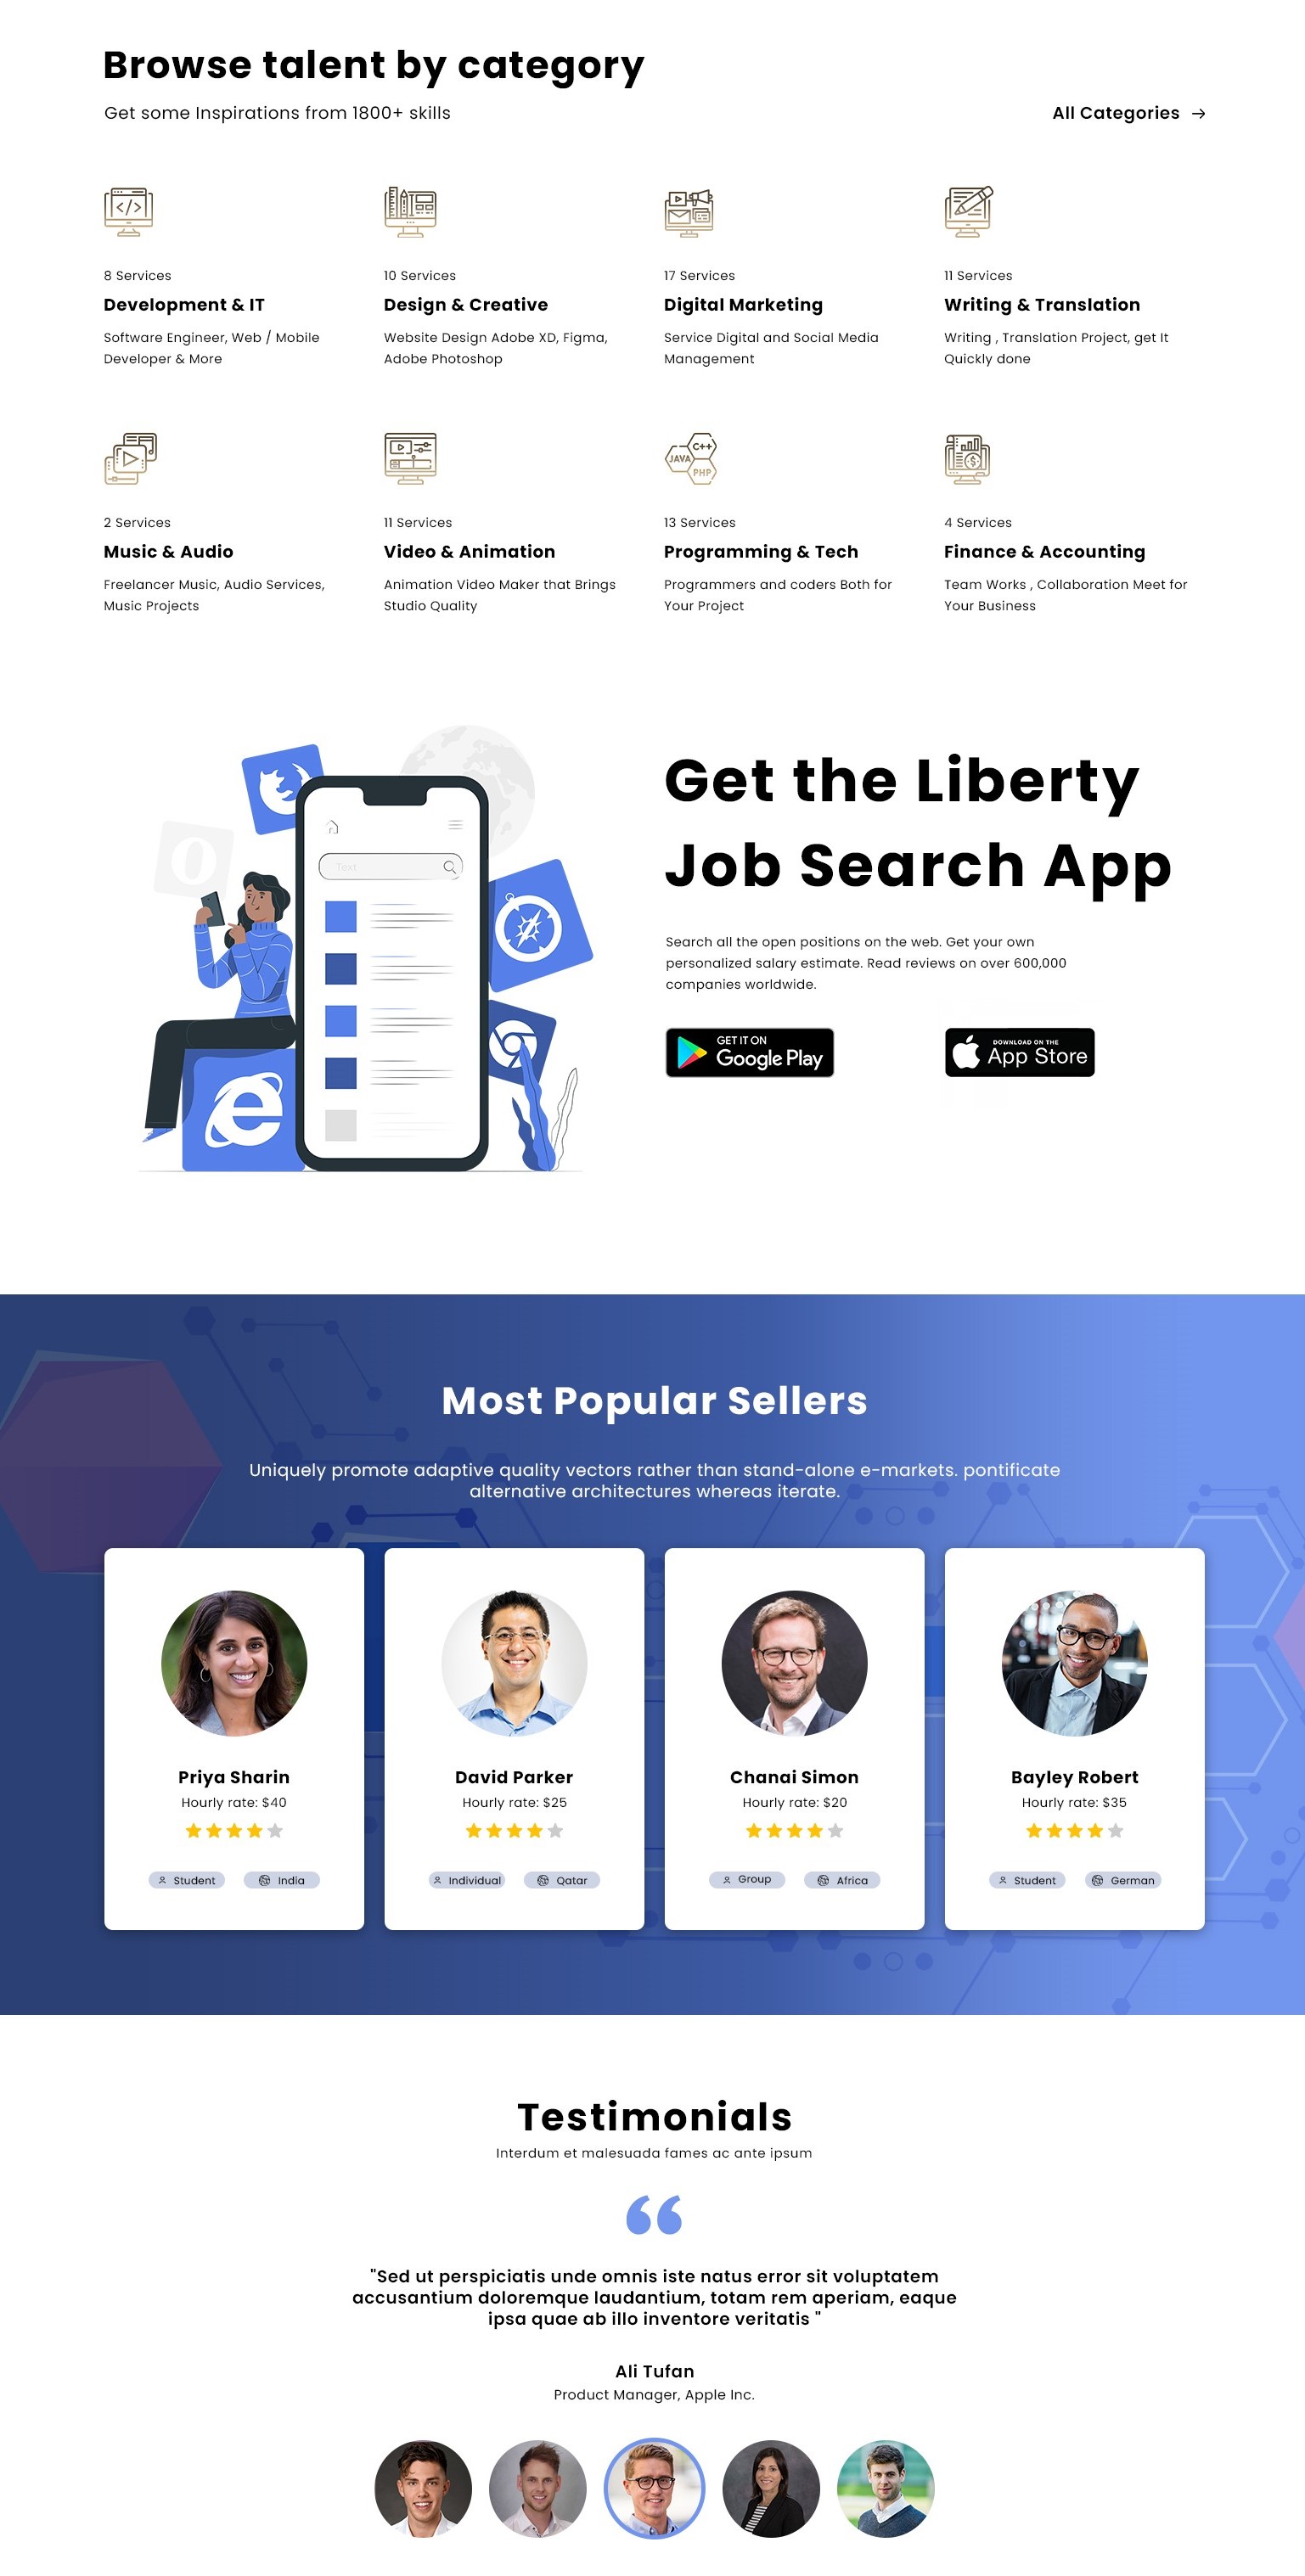 Browse talent by category
Get some Inspirations from 1800+ skills
All Categories →
8 Services
Development & IT
Software Engineer, Web / Mobile
Developer & More
10 Services
Design & Creative
Website Design Adobe XD, Figma,
Adobe Photoshop
17 Services
Digital Marketing
Service Digital and Social Media
Management
11 Services
Writing & Translation
Writing , Translation Project, get It
Quickly done
2 Services
Music & Audio
Freelancer Music, Audio Services,
Music Projects
11 Services
Video & Animation
Animation Video Maker that Brings
Studio Quality
C++
JAVA
PHP
13 Services
Programming & Tech
Programmers and coders Both for
Your Project
4 Services
Finance & Accounting
Team Works , Collaboration Meet for
Your Business
Text
Get the Liberty
Job Search App
Search all the open positions on the web. Get your own
personalized salary estimate. Read reviews on over 600,000
companies worldwide.
GET IT ON
Google Play
DOWNLOAD ON THE
App Store
Most Popular Sellers
Uniquely promote adaptive quality vectors rather than stand-alone e-markets. pontificate
alternative architectures whereas iterate.
Priya Sharin
Hourly rate: $40
Student
India
David Parker
Hourly rate: $25
Individual
Qatar
Chanai Simon
Hourly rate: $20
Group
Africa
Bayley Robert
Hourly rate: $35
Student
German
Testimonials
Interdum et malesuada fames ac ante ipsum
"Sed ut perspiciatis unde omnis iste natus error sit voluptatem
accusantium doloremque laudantium, totam rem aperiam, eaque
ipsa quae ab illo inventore veritatis "
Ali Tufan
Product Manager, Apple Inc.